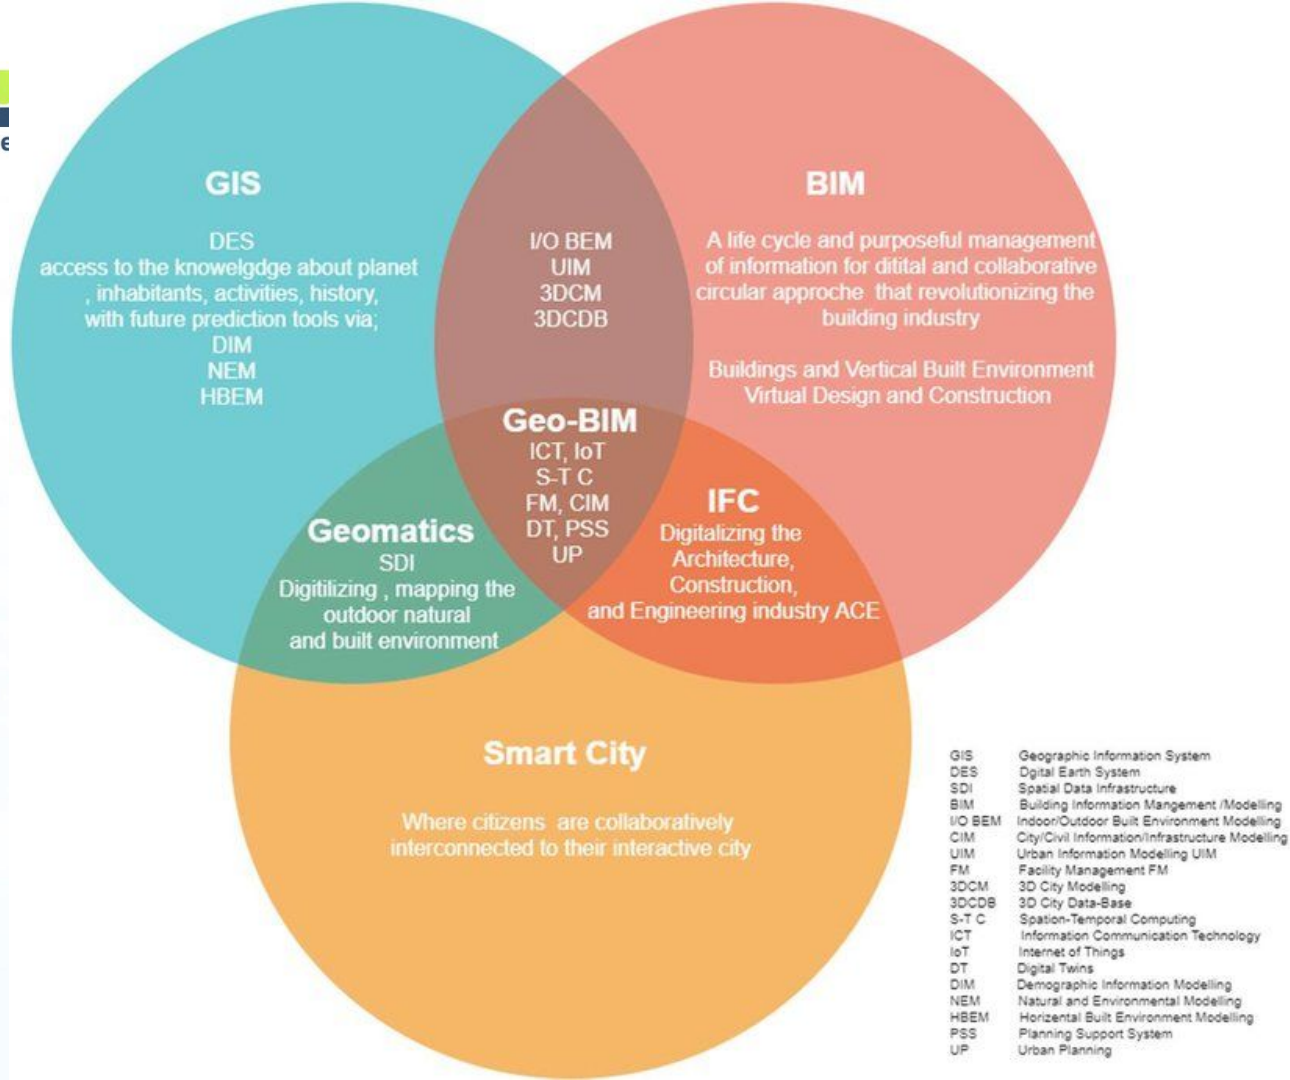 GIS
DES
access to the knowelgdge about planet
, inhabitants, activities, history,
with future prediction tools via;
DIM
NEM
HBEM
I/O BEM
UIM
3DCM
3DCDB
BIM
A life cycle and purposeful management
of information for ditital and collaborative
circular approche that revolutionizing the
building industry
Buildings and Vertical Built Environment
Virtual Design and Construction
Geo-BIM
ICT, IoT
S-T C
FM, CIM
DT, PSS
UP
Geomatics
SDI
Digitilizing , mapping the
outdoor natural
and built environment
IFC
Digitalizing the
Architecture,
Construction,
and Engineering industry ACE
Smart City
Where citizens are collaboratively
interconnected to their interactive city
GIS Geographic Information System
DES Dgital Earth System
SDI Spatial Data Infrastructure
BIM Building Information Mangement /Modelling
I/O BEM Indoor/Outdoor Built Environment Modelling
CIM City/Civil Information/Infrastructure Modelling
UIM Urban Information Modelling UIM
FM Facility Management FM
3DCM 3D City Modelling
3DCDB 3D City Data-Base
S-T C Spation-Temporal Computing
ICT Information Communication Technology
IoT Internet of Things
DT Digital Twins
DIM Demographic Information Modelling
NEM Natural and Environmental Modelling
HBEM Horizental Built Environment Modelling
PSS Planning Support System
UP Urban Planning